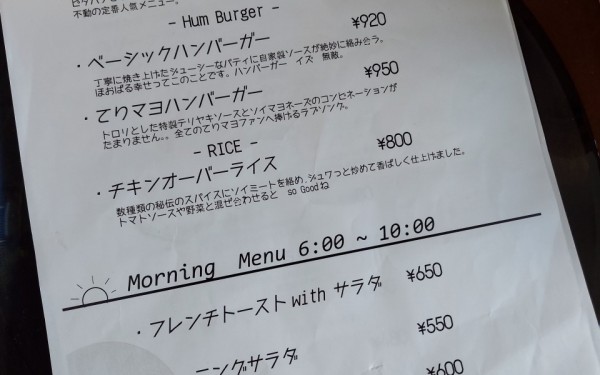 不動の定番人気メニュー。
- Hum Burger -
・ベーシックハンバーガー ¥920
丁寧に焼き上げたジューシーなパティに自家製ソースが絶妙に絡み合う。
ほおばる幸せってこのことです。ハンバーガー イズ 無敵。
・てりマヨハンバーガー ¥950
トロリとした特製テリヤキソースとソイマヨネーズのコンビネーションが
たまりません。。全てのてりマヨファンへ捧げるラブソング。
- RICE -
・チキンオーバーライス ¥800
数種類の秘伝のスパイスにソイミートを絡め、ジュワっと炒めて香ばしく仕上げました。
トマトソースや野菜と混ぜ合わせると so Goodね
Morning Menu 6:00 ~ 10:00
・フレンチトースト with サラダ ¥650
ニングサラダ ¥550
¥600